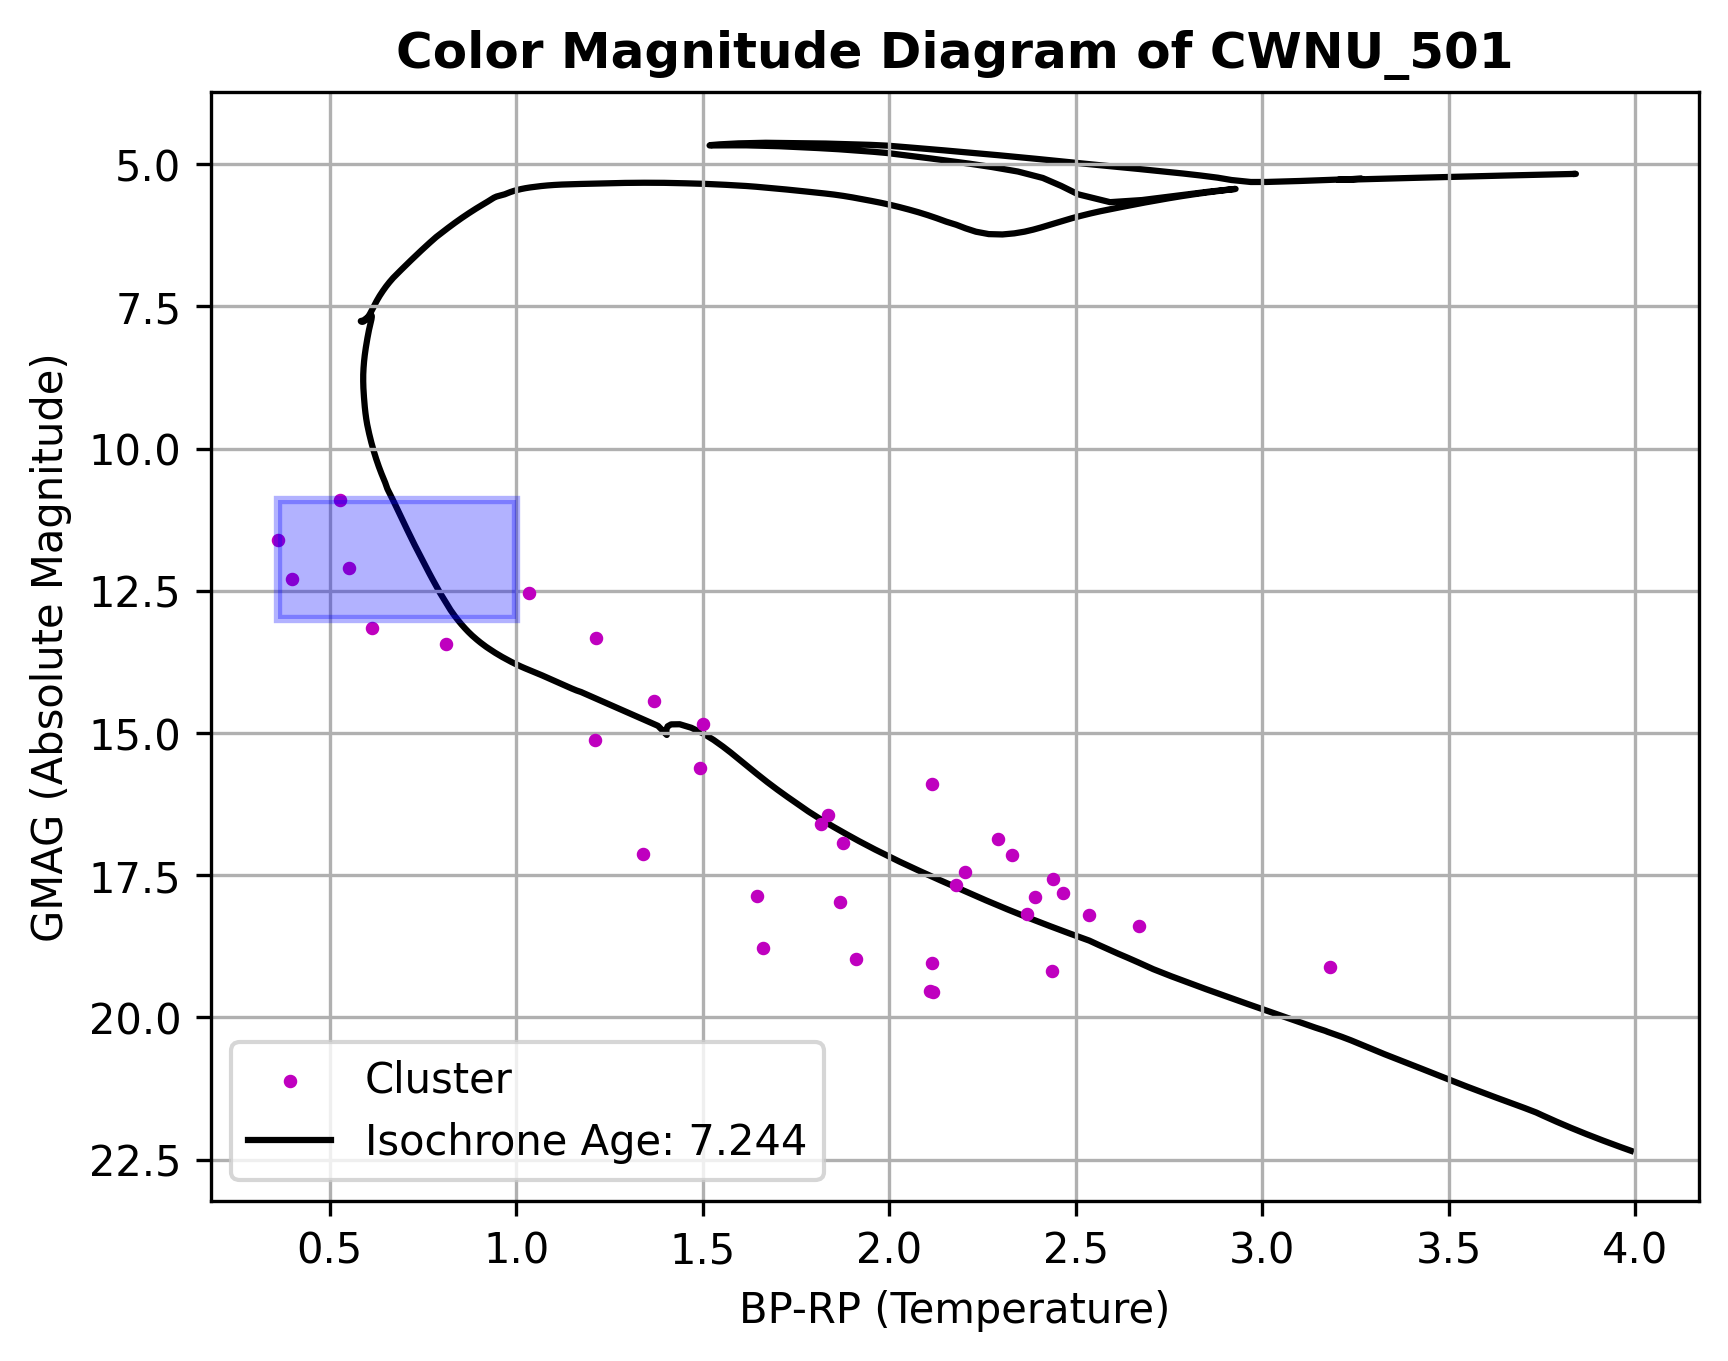 Color Magnitude Diagram of CWNU_501
GMAG (Absolute Magnitude)
5.0
7.5
10.0
12.5
15.0
17.5
20.0
22.5
Cluster
Isochrone Age: 7.244
0.5 1.0 1.5 2.0 2.5 3.0 3.5 4.0
BP-RP (Temperature)